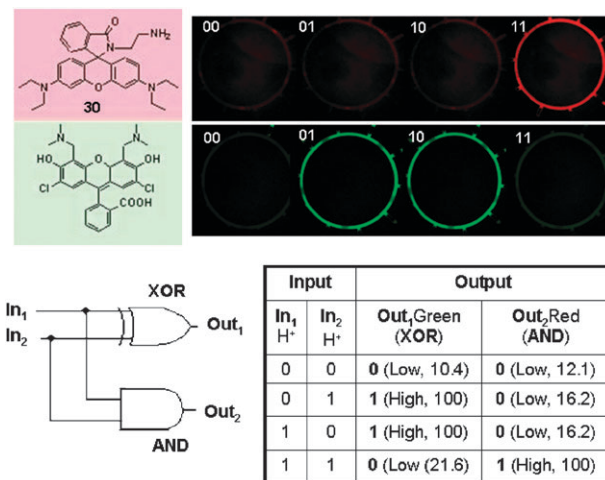 O
NH₂
N
N
O
N
30
00
01
10
11
N
N
HO
O
OH
Cl
Cl
COOH
00
01
10
11
XOR
In₁
In₂
Out₁
Out₂
AND
Input
Output
In₁ H⁺
In₂ H⁺
Out₁Green (XOR)
Out₂Red (AND)
0 0 0 (Low, 10.4) 0 (Low, 12.1)
0 1 1 (High, 100) 0 (Low, 16.2)
1 0 1 (High, 100) 0 (Low, 16.2)
1 1 0 (Low (21.6) 1 (High, 100)